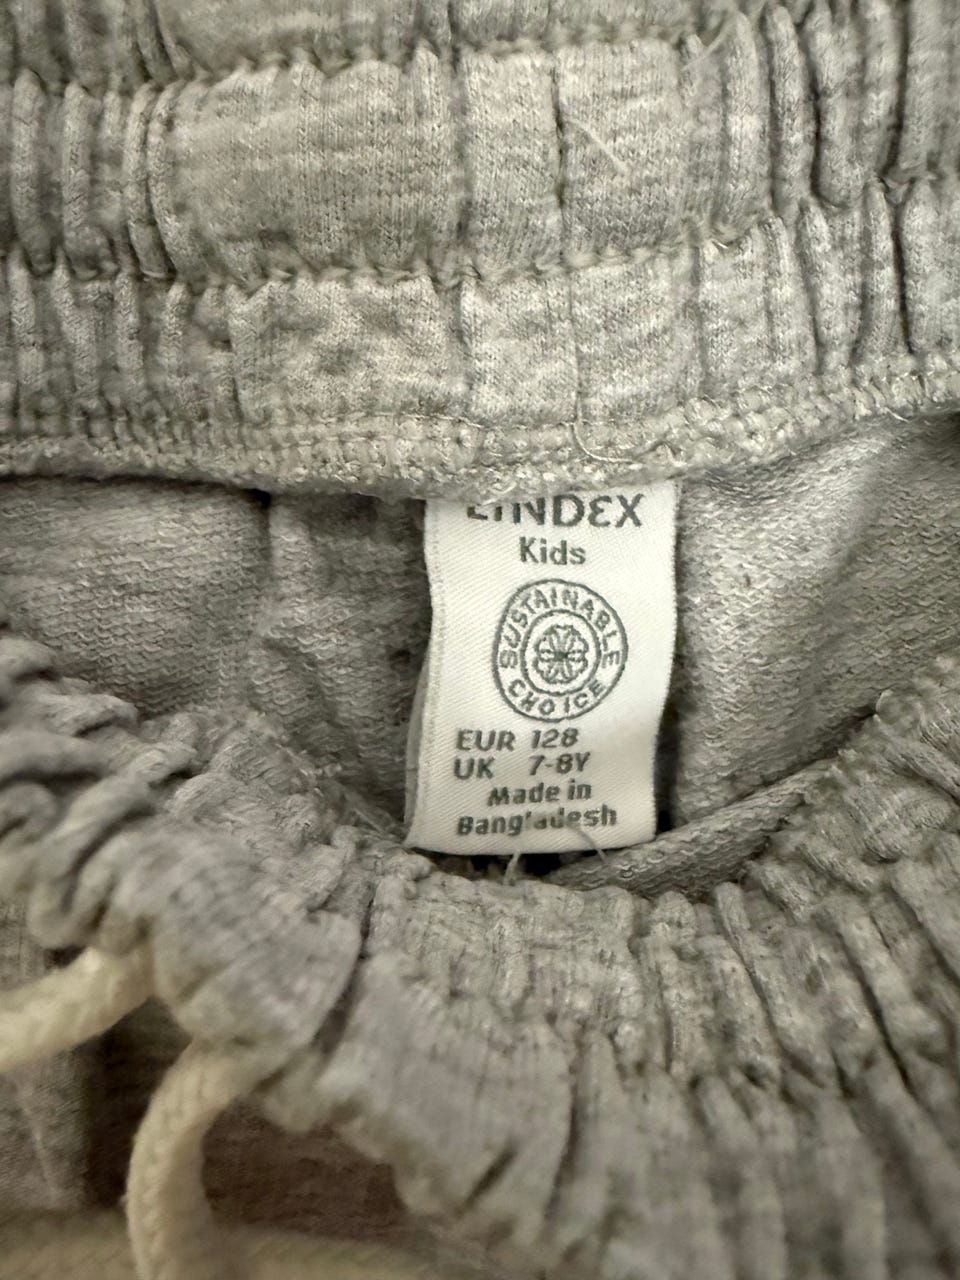 LINDEX
Kids
SUSTAINABLE CHOICE
EUR 128
UK 7-8Y
Made in
Bangladesh